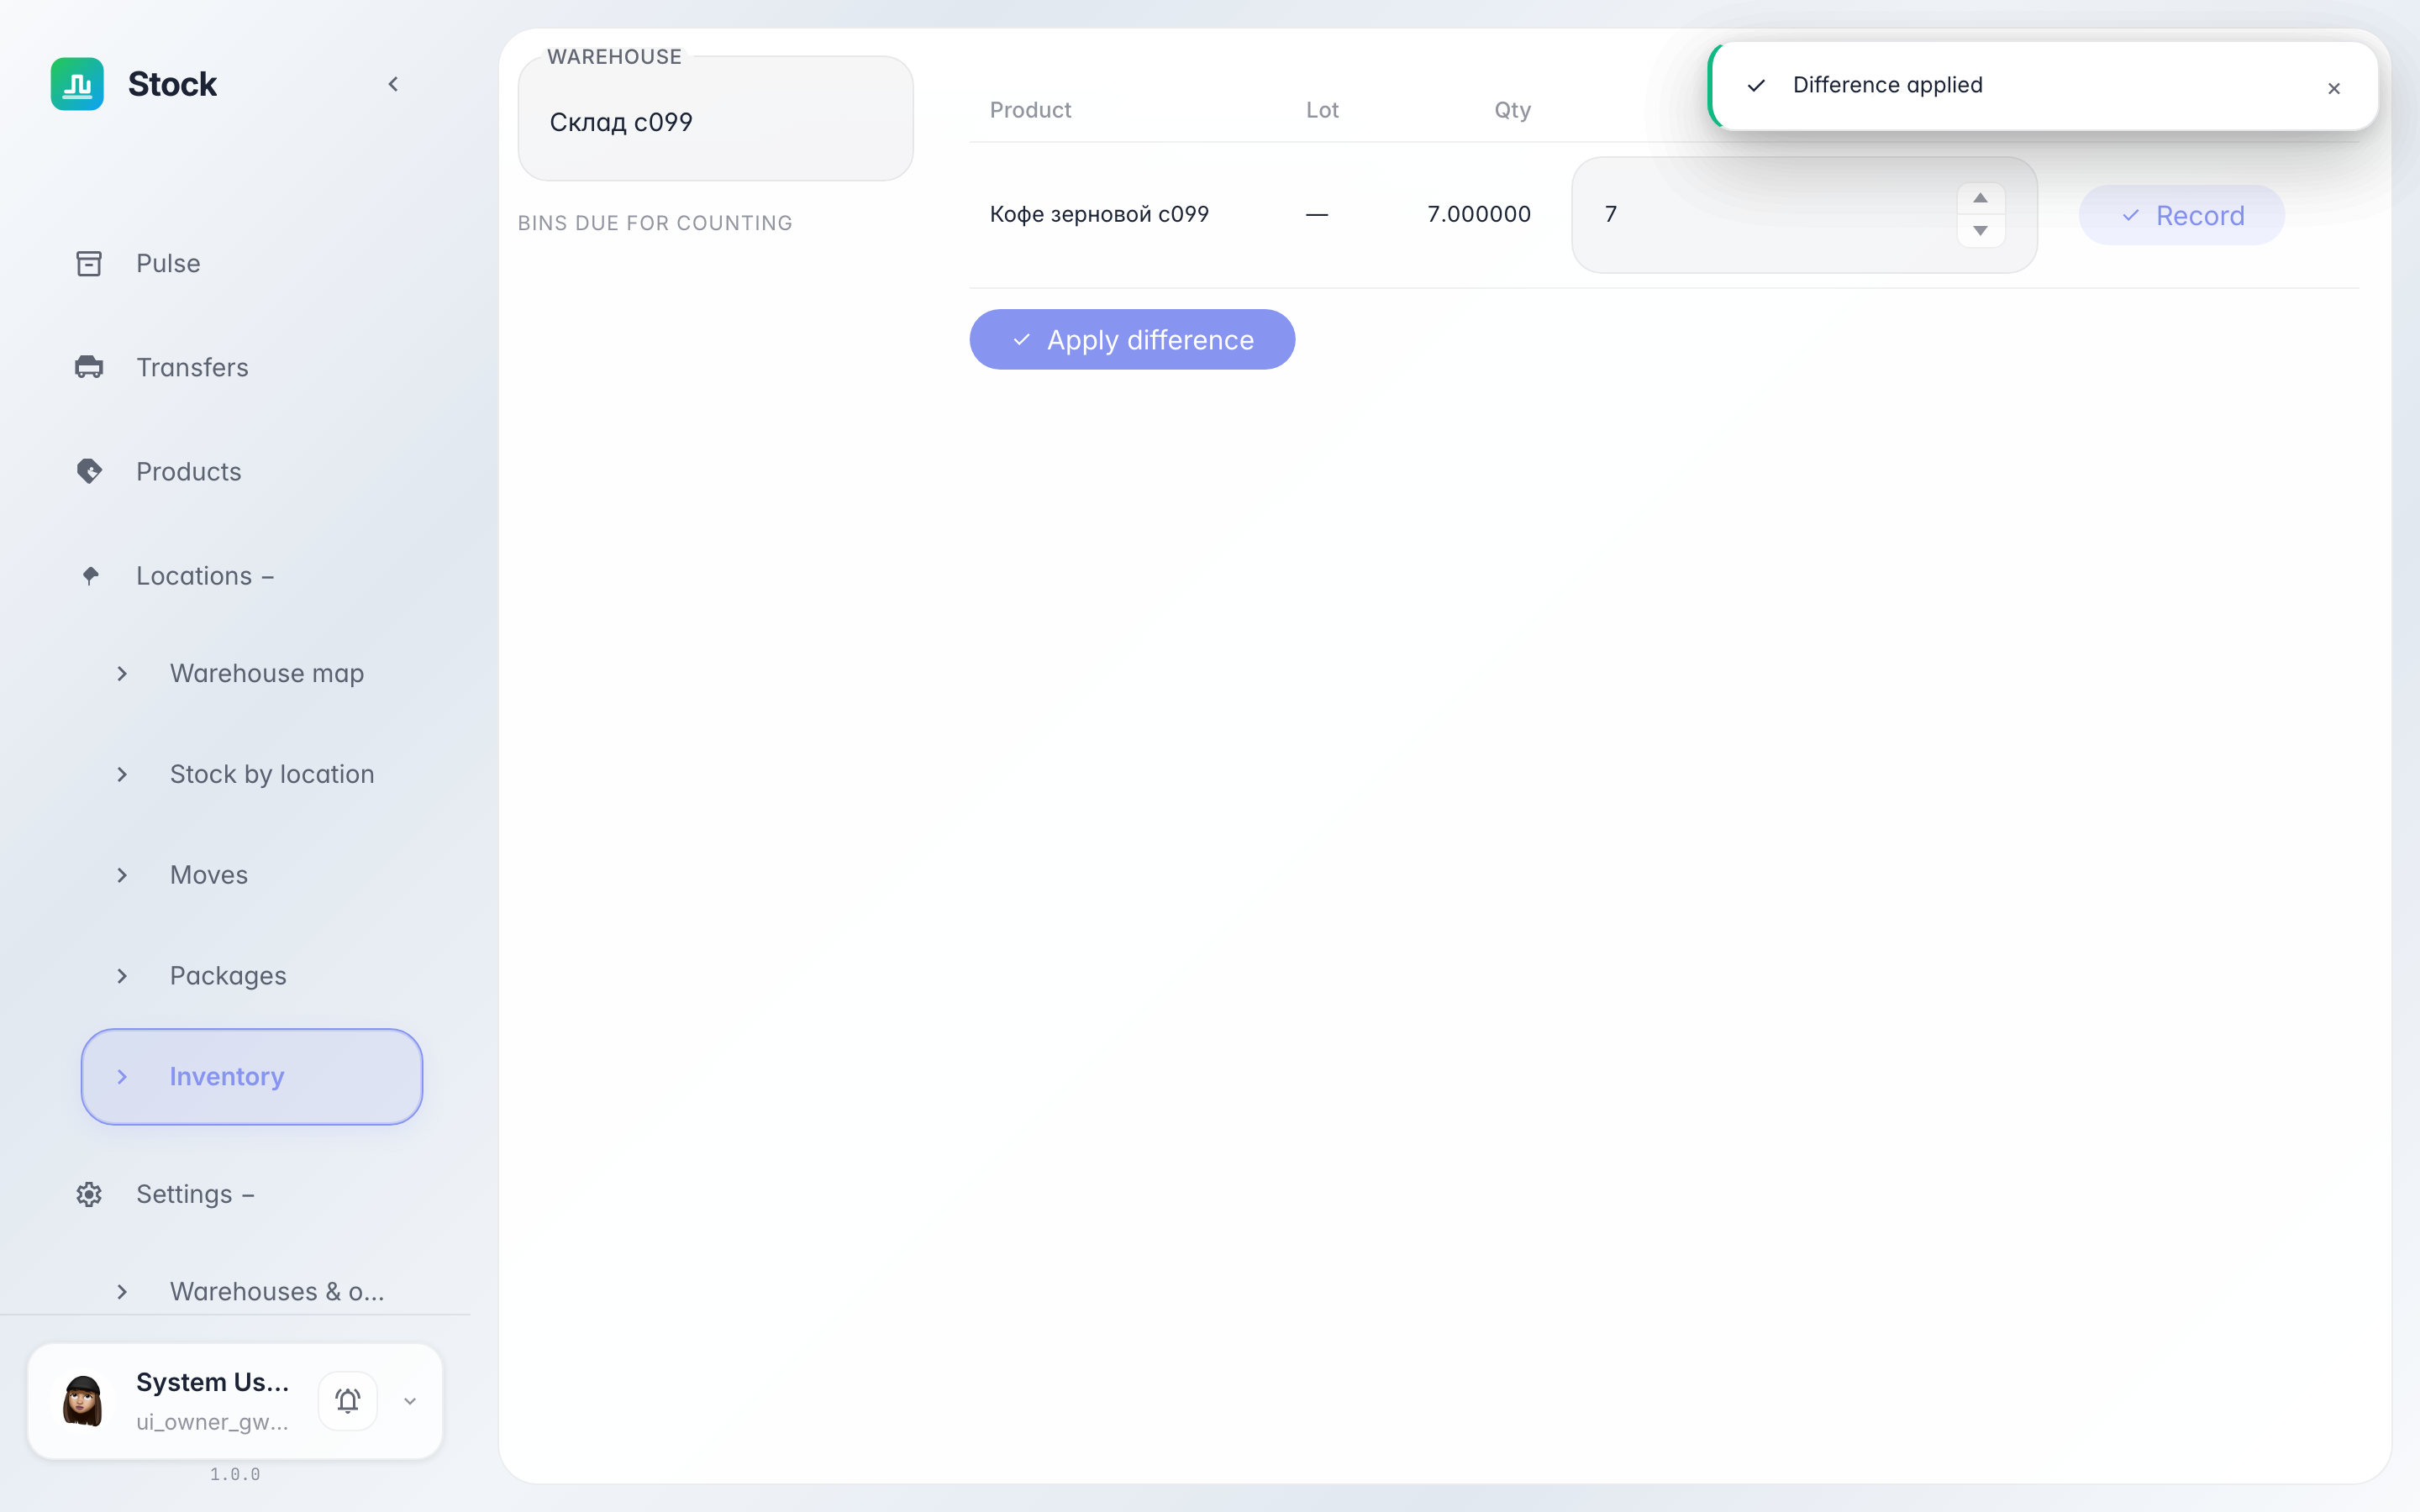 Stock
Pulse
Transfers
Products
Locations –
Warehouse map
Stock by location
Moves
Packages
Inventory
Settings –
Warehouses & o...
System Us...
ui_owner_gw...
1.0.0
WAREHOUSE
Склад c099
BINS DUE FOR COUNTING
Product Lot Qty
Кофе зерновой c099 — 7.000000 7 Record
Apply difference
Difference applied